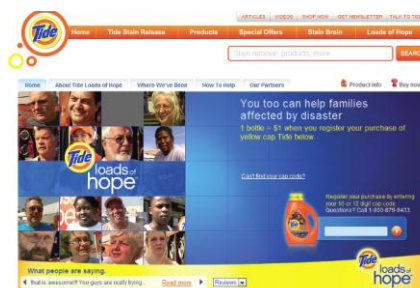 ARTICLES VIDEOS SHOP NOW GET NEWSLETTER TALK TO TIDE
Tide
Home Tide Stain Release Products Special Offers Stain Brain Loads of Hope
Stain removal, products, more SEARCH
Home About Tide Loads of Hope Where We've Been How To Help Our Partners Product Info Buy now
You too can help families
affected by disaster
1 bottle = $1 when you register your purchase of
yellow cap Tide below.
Tide
loads of
hope
Can't find your cap code?
Register your purchase by entering
your 10 or 12 digit cap code.
Questions? Call
Tide
loads of
hope
What people are saying.
that is awesome!!! You guys are really trying... Read more Reviews